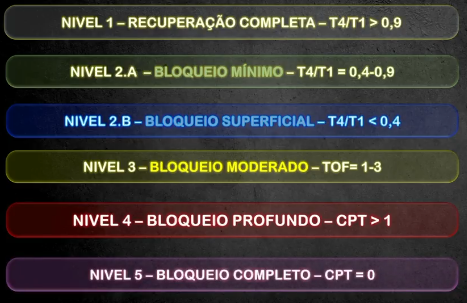 NIVEL 1 – RECUPERAÇÃO COMPLETA – T4/T1 > 0,9
NIVEL 2.A – BLOQUEIO MÍNIMO – T4/T1 = 0,4-0,9
NIVEL 2.B – BLOQUEIO SUPERFICIAL – T4/T1 < 0,4
NIVEL 3 – BLOQUEIO MODERADO – TOF= 1-3
NIVEL 4 – BLOQUEIO PROFUNDO – CPT > 1
NIVEL 5 – BLOQUEIO COMPLETO – CPT = 0